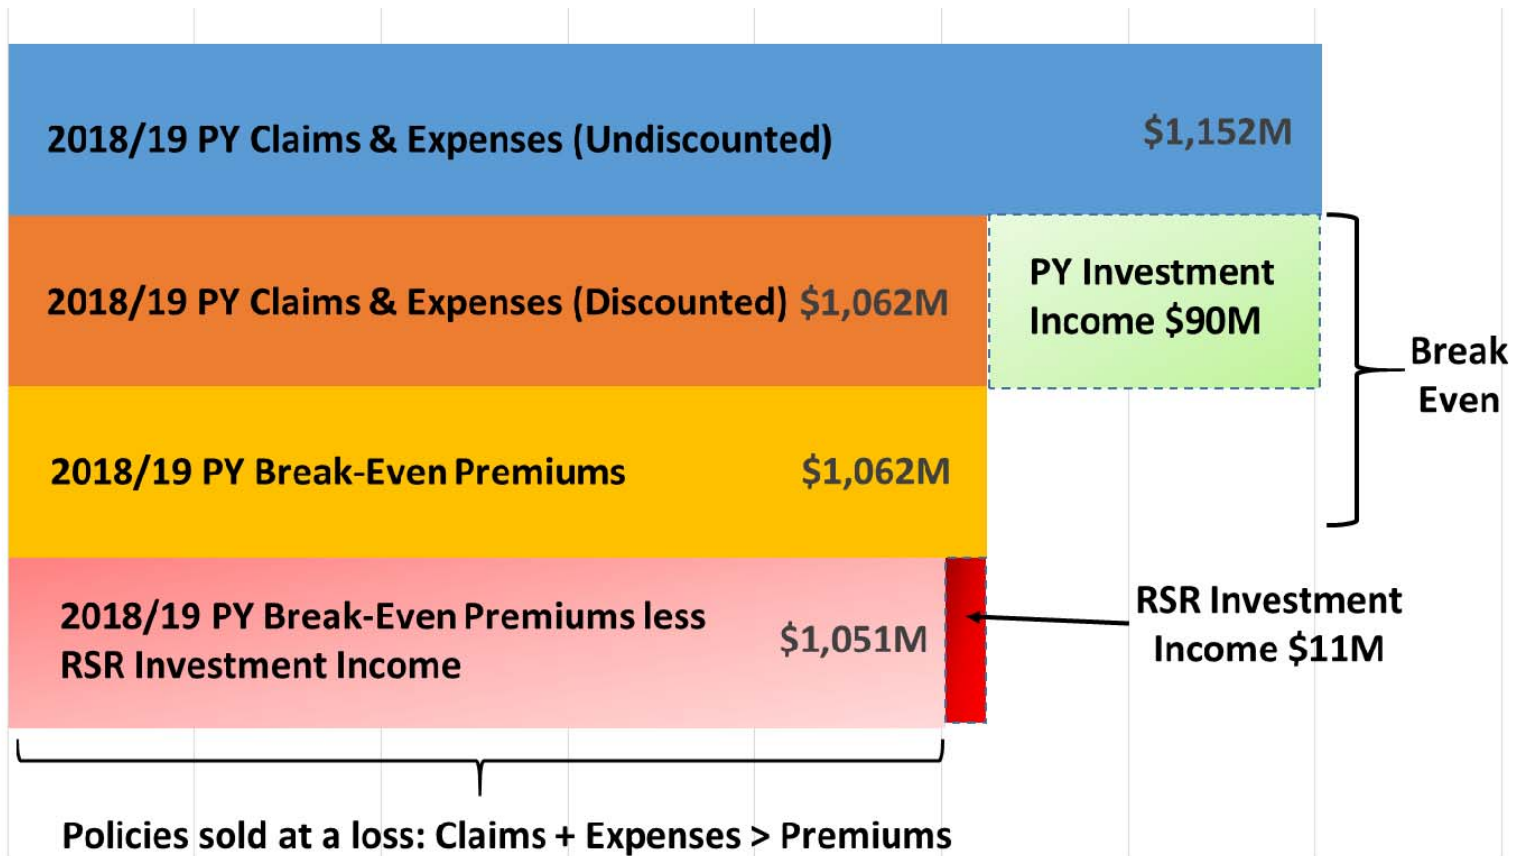 2018/19 PY Claims & Expenses (Undiscounted) $1,152M
2018/19 PY Claims & Expenses (Discounted) $1,062M
PY Investment
Income $90M
Break
Even
2018/19 PY Break-Even Premiums $1,062M
2018/19 PY Break-Even Premiums less
RSR Investment Income
$1,051M
RSR Investment
Income $11M
Policies sold at a loss: Claims + Expenses > Premiums